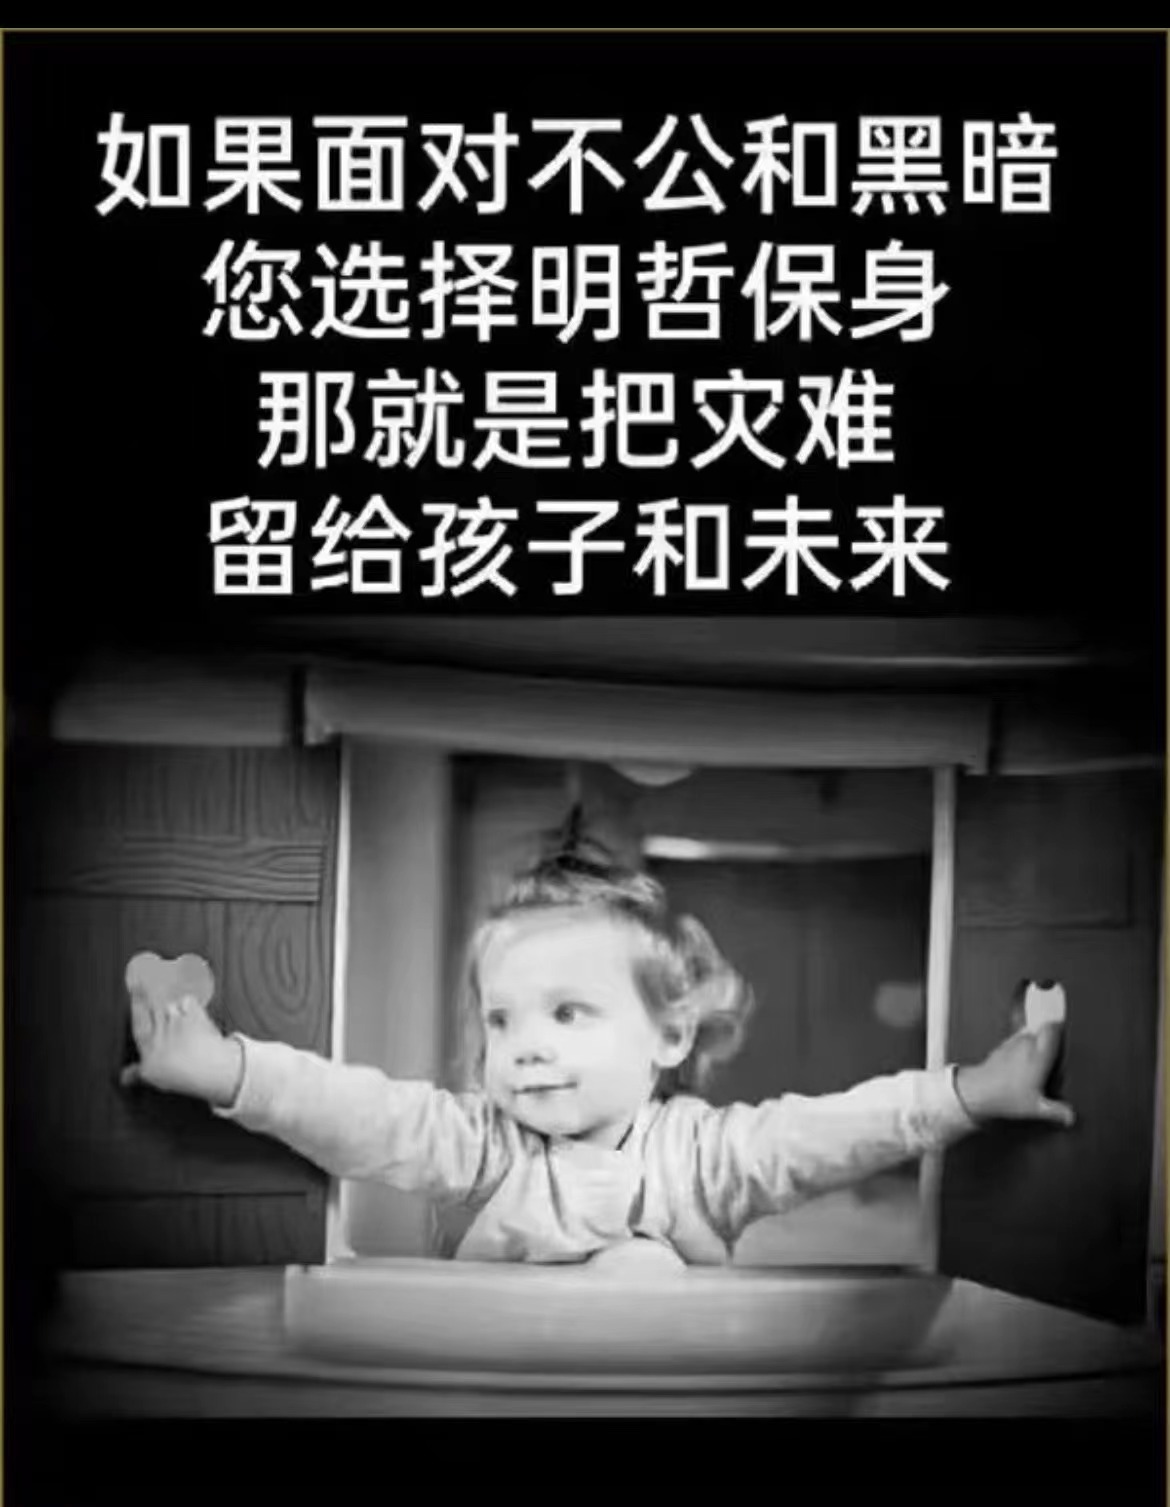 如果面对不公和黑暗
您选择明哲保身
那就是把灾难
留给孩子和未来